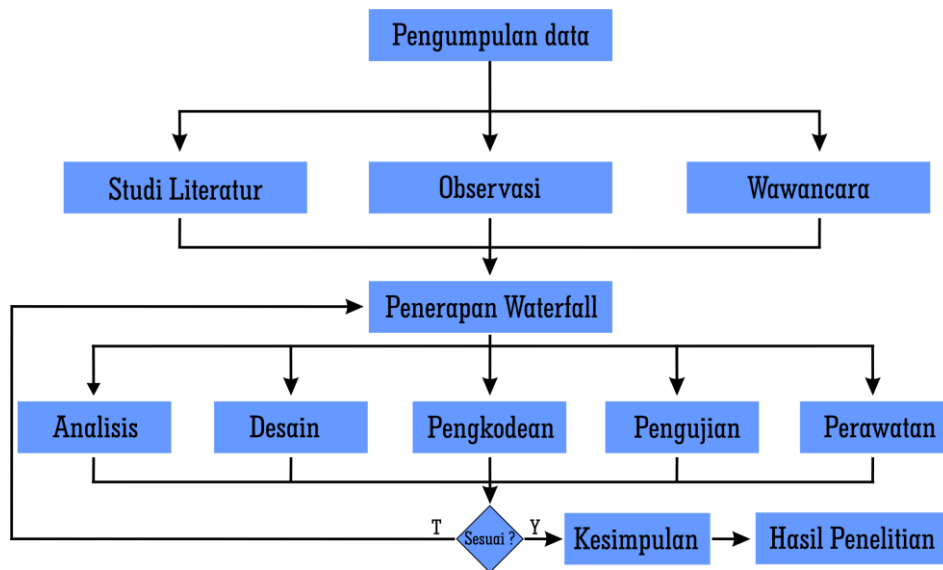 Pengumpulan data
Studi Literatur
Observasi
Wawancara
Penerapan Waterfall
Analisis
Desain
Pengkodean
Pengujian
Perawatan
T
Sesuai ?
Y
Kesimpulan
Hasil Penelitian